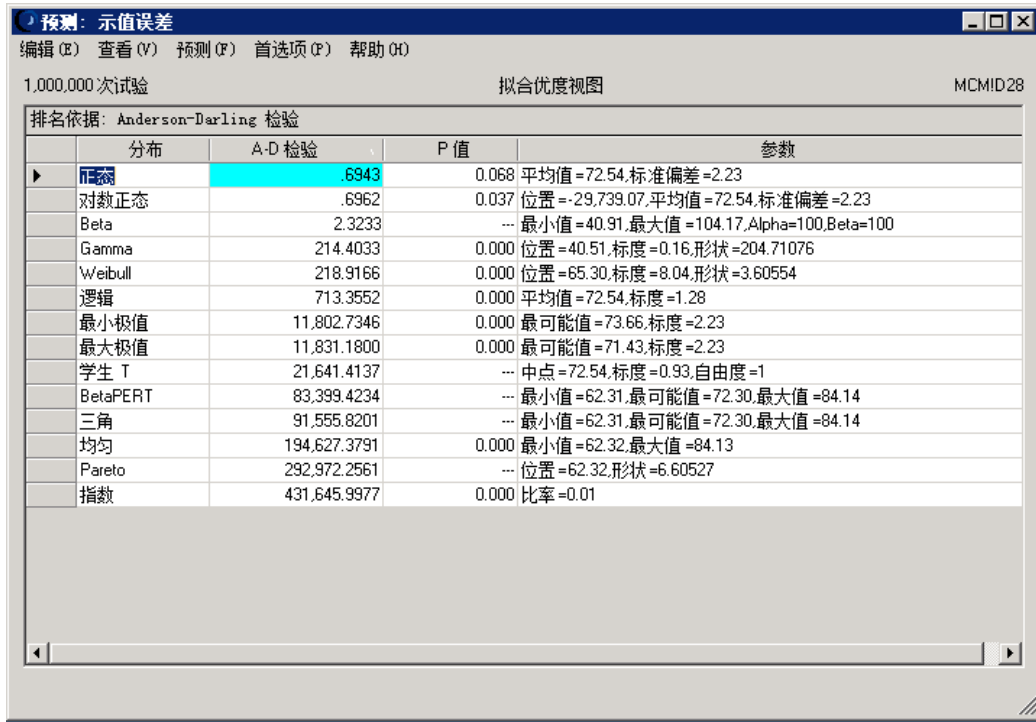 预测: 示值误差
编辑(E) 查看(V) 预测(F) 首选项(P) 帮助(H)
1,000,000 次试验 拟合优度视图 MCM!D28
排名依据: Anderson-Darling 检验
分布 A-D 检验 P 值 参数
正态 .6943 0.068 平均值=72.54,标准偏差=2.23
对数正态 .6962 0.037 位置=-29,739.07,平均值=72.54,标准偏差=2.23
Beta 2.3233 --- 最小值=40.91,最大值=104.17,Alpha=100,Beta=100
Gamma 214.4033 0.000 位置=40.51,标度=0.16,形状=204.71076
Weibull 218.9166 0.000 位置=65.30,标度=8.04,形状=3.60554
逻辑 713.3552 0.000 平均值=72.54,标度=1.28
最小极值 11,802.7346 0.000 最可能值=73.66,标度=2.23
最大极值 11,831.1800 0.000 最可能值=71.43,标度=2.23
学生 T 21,641.4137 --- 中点=72.54,标度=0.93,自由度=1
BetaPERT 83,399.4234 --- 最小值=62.31,最可能值=72.30,最大值=84.14
三角 91,555.8201 --- 最小值=62.31,最可能值=72.30,最大值=84.14
均匀 194,627.3791 0.000 最小值=62.32,最大值=84.13
Pareto 292,972.2561 --- 位置=62.32,形状=6.60527
指数 431,645.9977 0.000 比率=0.01